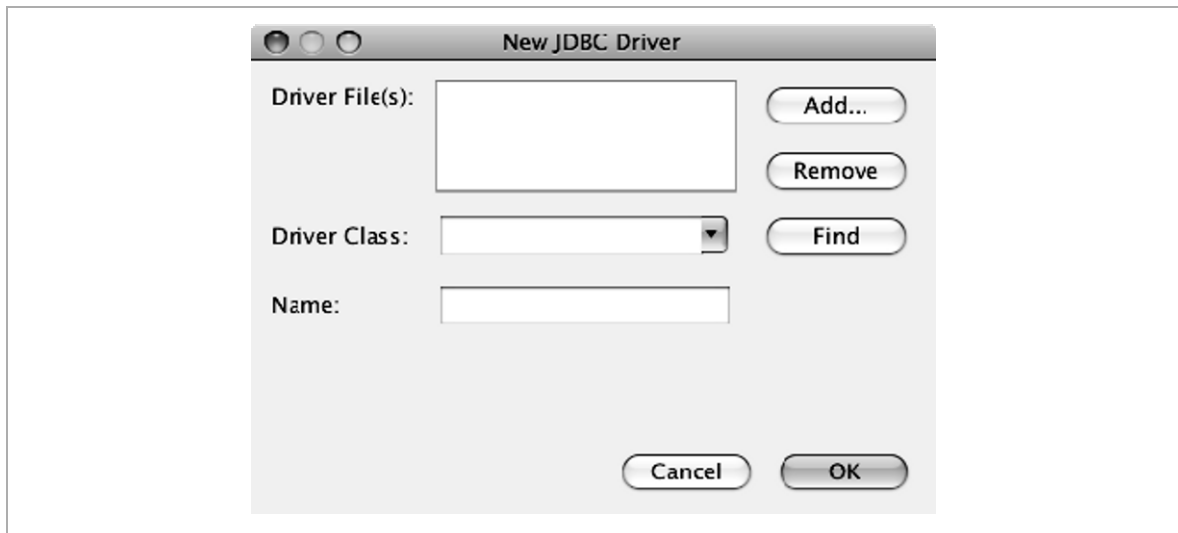 New JDBC Driver
Driver File(s):
Add...
Remove
Driver Class:
Find
Name:
Cancel
OK